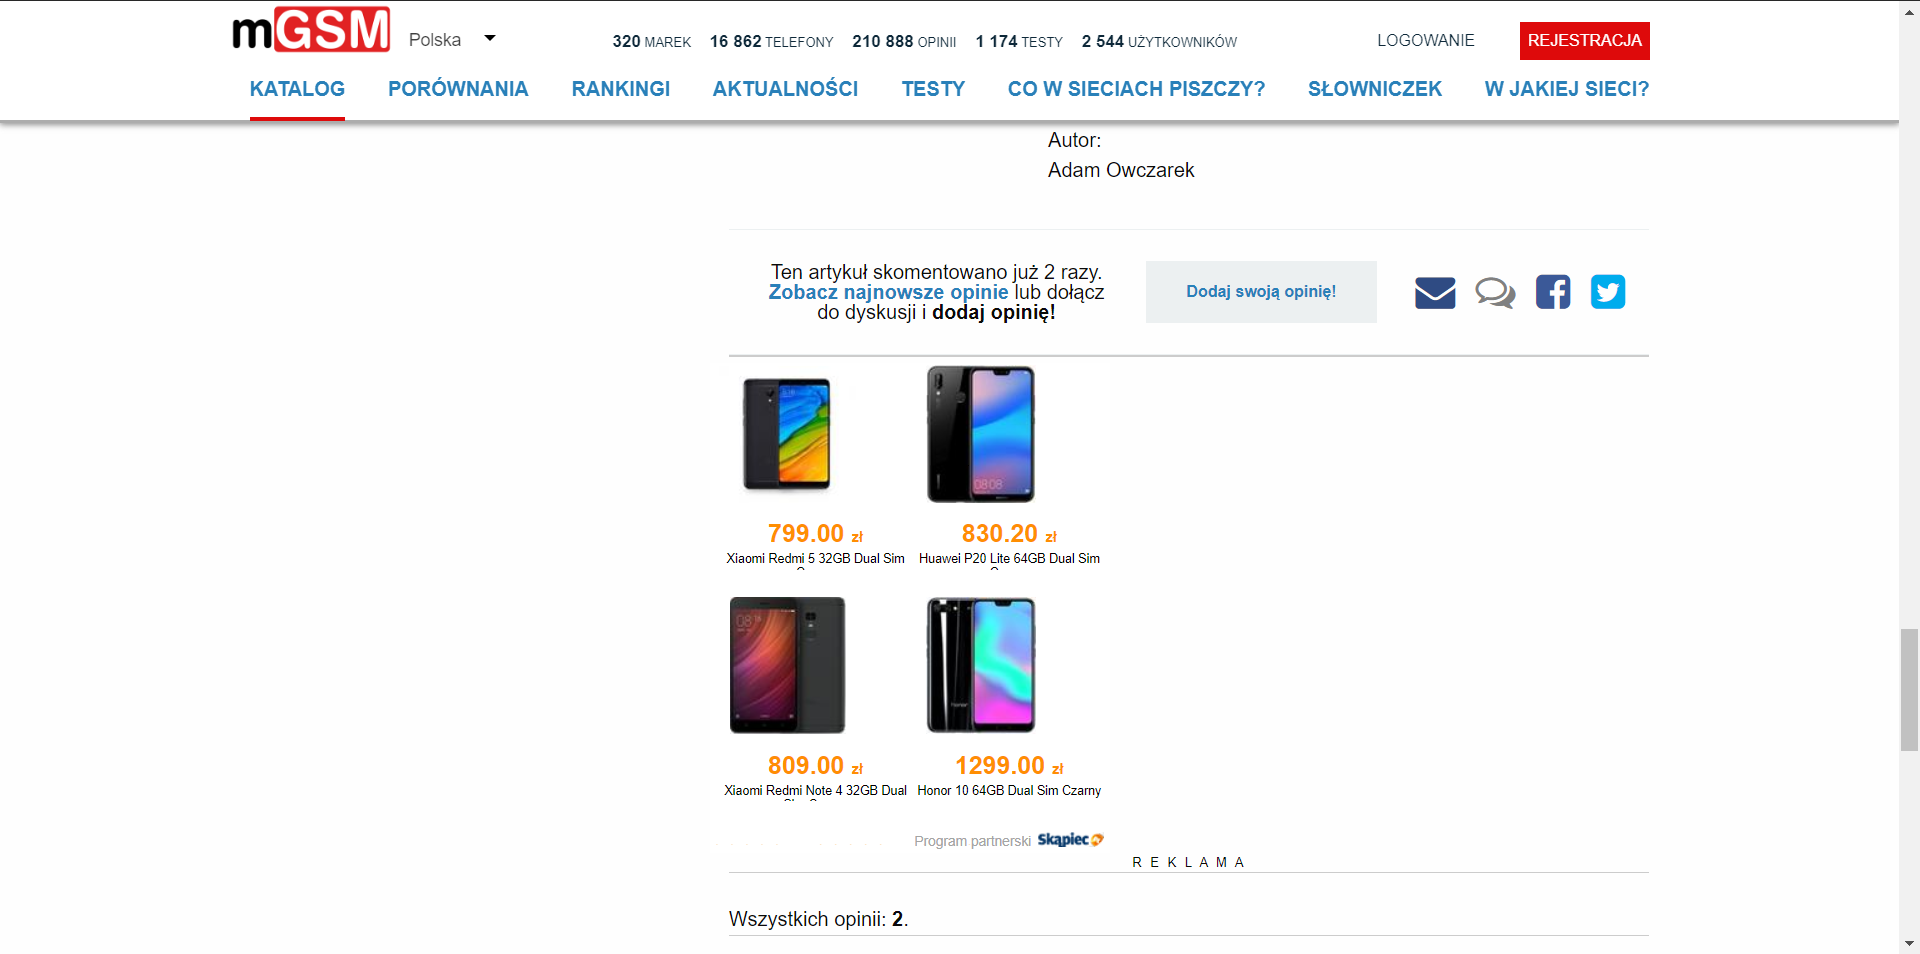 mGSM
Polska
320 MAREK 16 862 TELEFONY 210 888 OPINII 1 174 TESTY 2 544 UŻYTKOWNIKÓW
LOGOWANIE
REJESTRACJA
KATALOG PORÓWNANIA RANKINGI AKTUALNOŚCI TESTY CO W SIECIACH PISZCZY? SŁOWNICZEK W JAKIEJ SIECI?
Autor:
Adam Owczarek
Ten artykuł skomentowano już 2 razy.
Zobacz najnowsze opinie lub dołącz
do dyskusji i dodaj opinię!
Dodaj swoją opinię!
08:08
799.00 zł
830.20 zł
Xiaomi Redmi 5 32GB Dual Sim
Huawei P20 Lite 64GB Dual Sim
809.00 zł
1299.00 zł
Xiaomi Redmi Note 4 32GB Dual
Honor 10 64GB Dual Sim Czarny
Program partnerski Skąpiec
REKLAMA
Wszystkich opinii: 2.